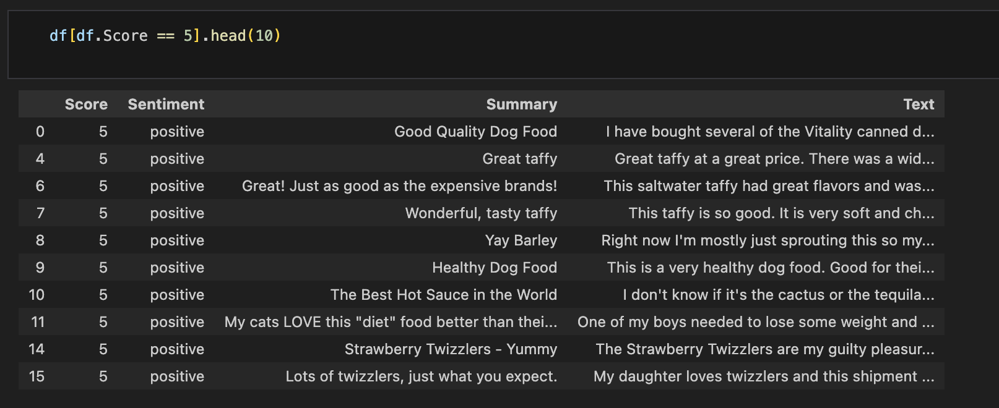 df[df.Score == 5].head(10)
Score Sentiment Summary Text
0 5 positive Good Quality Dog Food I have bought several of the Vitality canned d...
4 5 positive Great taffy Great taffy at a great price. There was a wid...
6 5 positive Great! Just as good as the expensive brands! This saltwater taffy had great flavors and was...
7 5 positive Wonderful, tasty taffy This taffy is so good. It is very soft and ch...
8 5 positive Yay Barley Right now I'm mostly just sprouting this so my...
9 5 positive Healthy Dog Food This is a very healthy dog food. Good for thei...
10 5 positive The Best Hot Sauce in the World I don't know if it's the cactus or the tequila...
11 5 positive My cats LOVE this "diet" food better than thei... One of my boys needed to lose some weight and ...
14 5 positive Strawberry Twizzlers - Yummy The Strawberry Twizzlers are my guilty pleasur...
15 5 positive Lots of twizzlers, just what you expect. My daughter loves twizzlers and this shipment ...